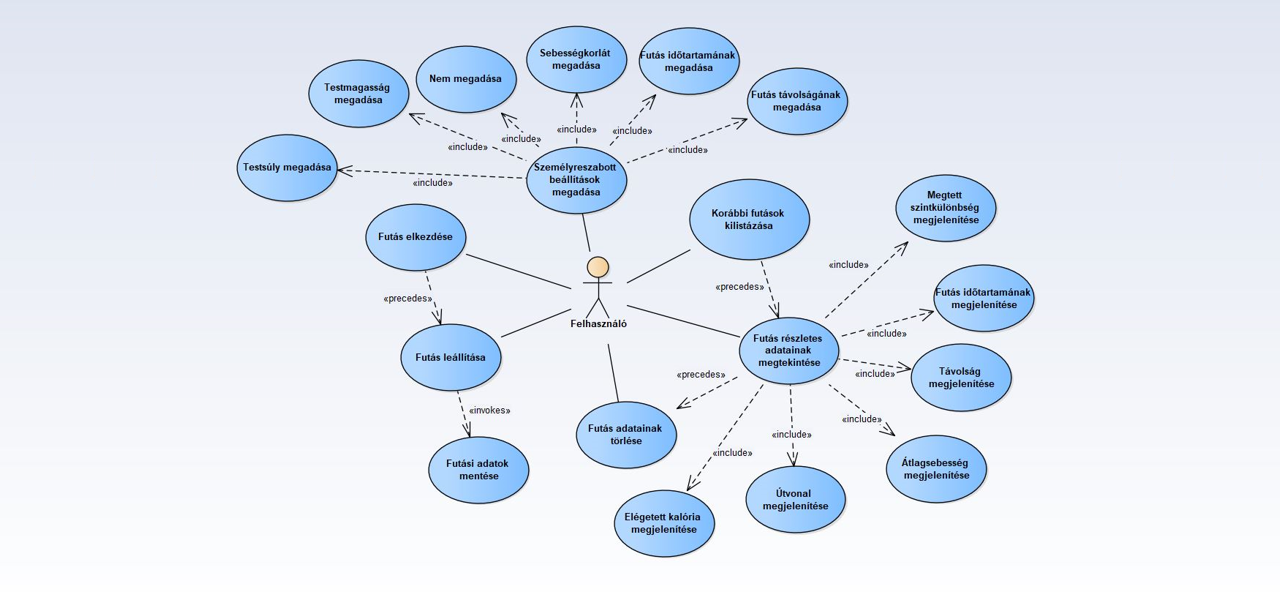 Sebességkorlát
megadása
Futás időtartamának
megadása
Nem megadása
Testmagasság
megadása
Futás távolságának
megadása
«include»
«include»
«include»
«include»
«include»
Testsúly megadása
«include»
Személyreszabott
beállítások
megadása
Megtett
szintkülönbség
megjelenítése
Korábbi futások
kilistázása
Futás elkezdése
«include»
«precedes»
«precedes»
Futás időtartamának
megjelenítése
Felhasználó
«include»
Futás leállítása
Futás részletes
adatainak
megtekintése
«precedes»
«include»
Távolság
megjelenítése
«invokes»
«include»
Futás adatainak
törlése
«include»
«include»
Futási adatok
mentése
Átlagsebesség
megjelenítése
Útvonal
megjelenítése
Elégetett kalória
megjelenítése